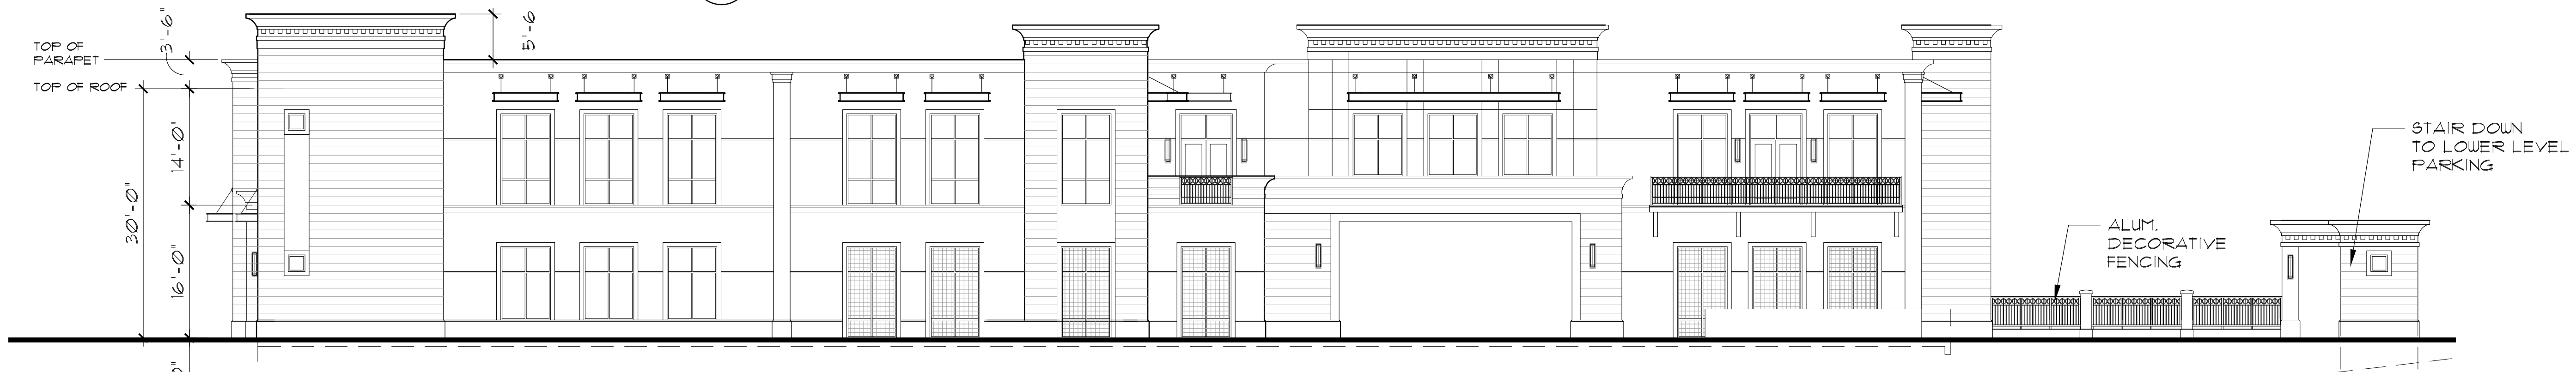 3'-6"
5'-6
TOP OF
PARAPET
TOP OF ROOF
14'-0"
30'-0"
16'-0"
STAIR DOWN
TO LOWER LEVEL
PARKING
ALUM.
DECORATIVE
FENCING